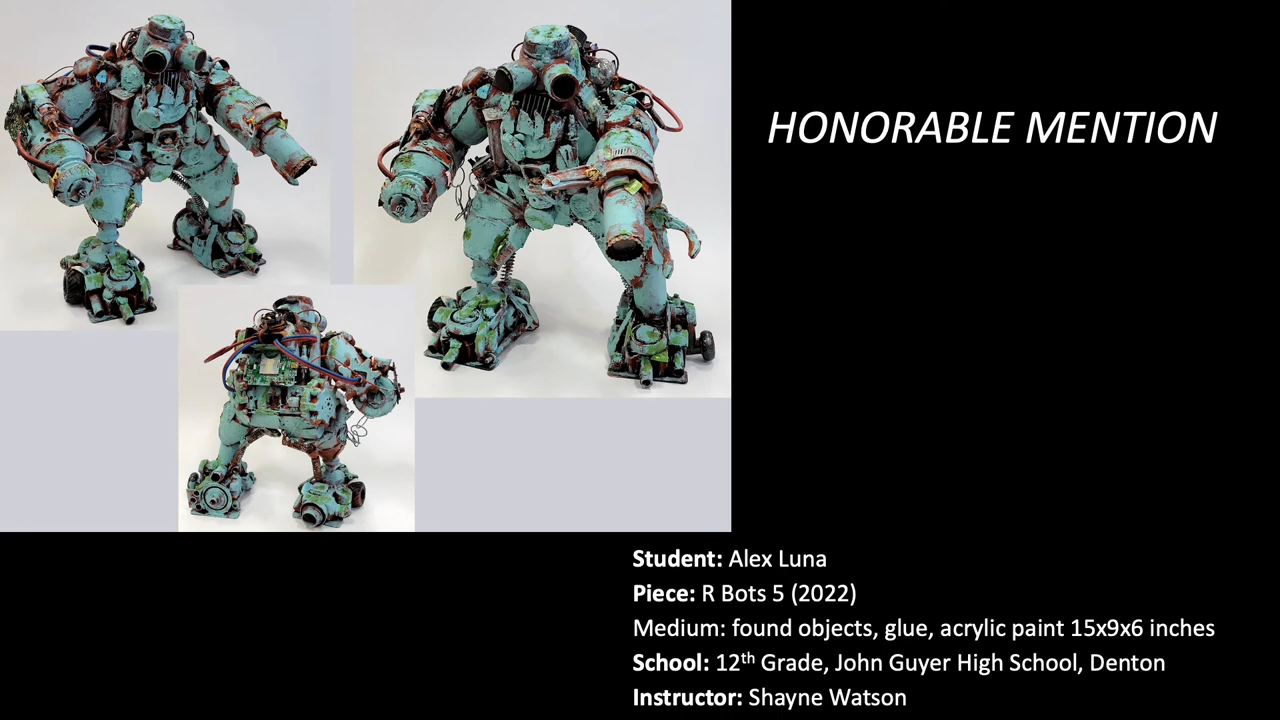 HONORABLE MENTION
Student: Alex Luna
Piece: R Bots 5 (2022)
Medium: found objects, glue, acrylic paint 15x9x6 inches
School: 12th Grade, John Guyer High School, Denton
Instructor: Shayne Watson